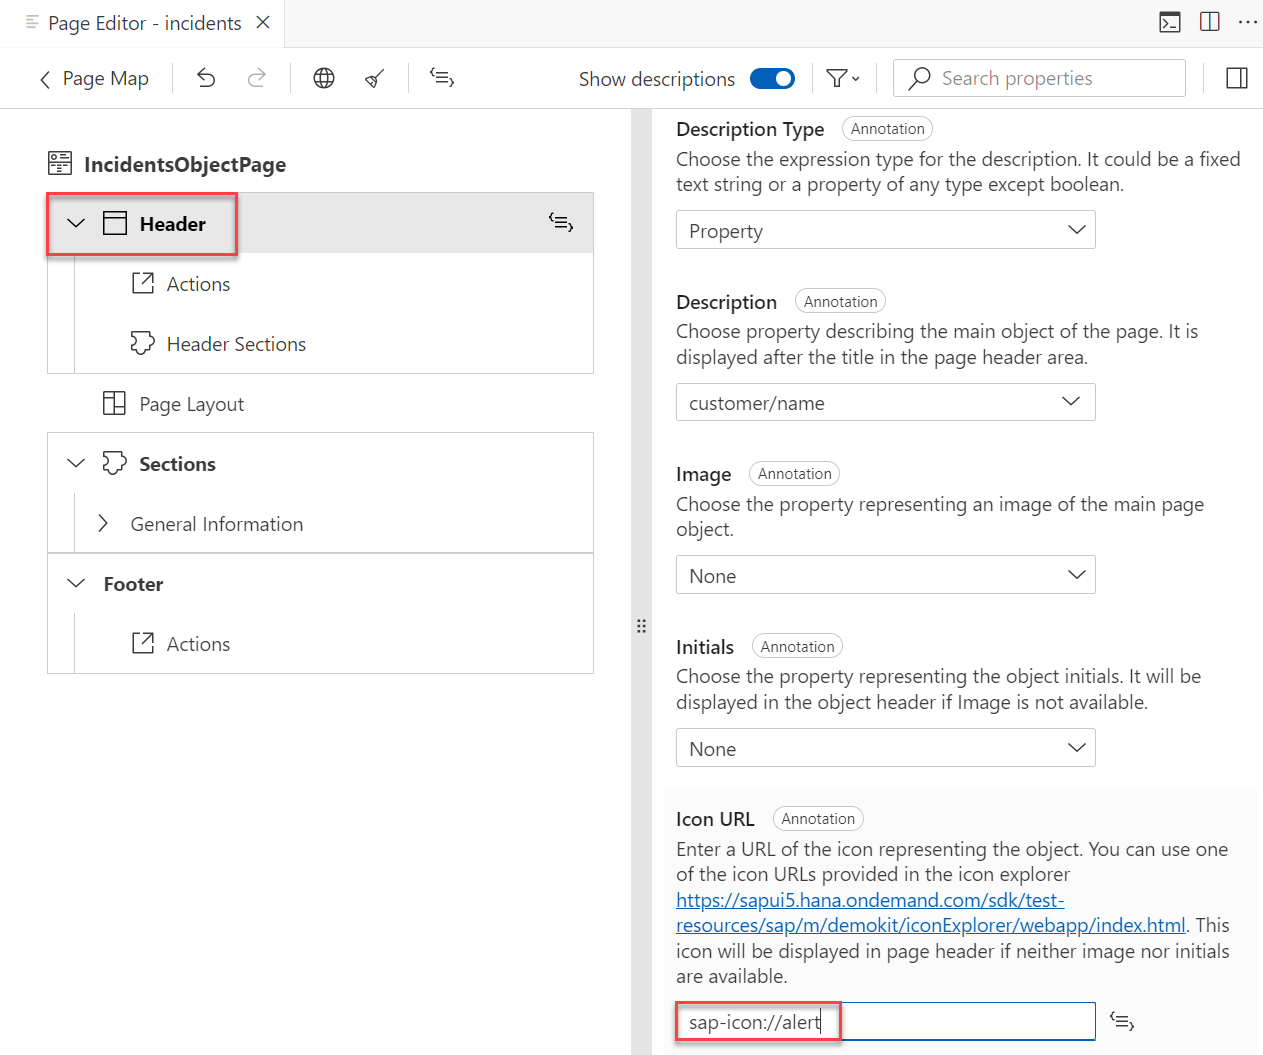 Page Editor - incidents
Page Map
Show descriptions
Search properties
IncidentsObjectPage
Header
Actions
Header Sections
Page Layout
Sections
General Information
Footer
Actions
Description Type Annotation
Choose the expression type for the description. It could be a fixed
text string or a property of any type except boolean.
Property
Description Annotation
Choose property describing the main object of the page. It is
displayed after the title in the page header area.
customer/name
Image Annotation
Choose the property representing an image of the main page
object.
None
Initials Annotation
Choose the property representing the object initials. It will be
displayed in the object header if Image is not available.
None
Icon URL Annotation
Enter a URL of the icon representing the object. You can use one
of the icon URLs provided in the icon explorer
https://sapui5.hana.ondemand.com/sdk/test-
resources/sap/m/demokit/iconExplorer/webapp/index.html. This
icon will be displayed in page header if neither image nor initials
are available.
sap-icon://alert